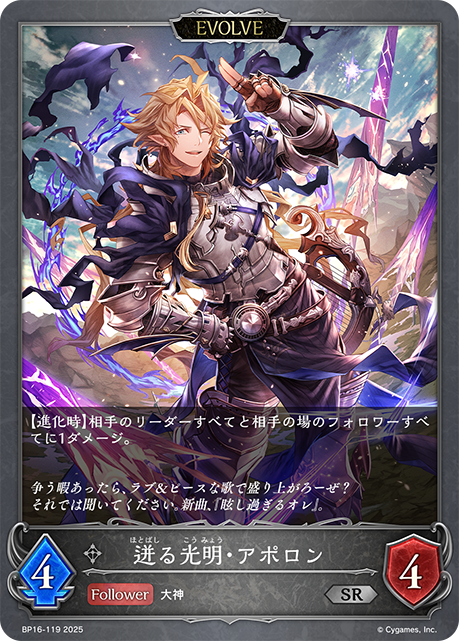 EVOLVE
【進化時】相手のリーダーすべてと相手の場のフォロワーすべ
てに1ダメージ。
争う暇あったら、ラブ&ピースな歌で盛り上がろーぜ？
それでは聞いてください。新曲、『眩し過ぎるオレ』。
ほとばし こうみょう
迸る光明・アポロン
4
Follower 大神
SR
4
BP16-119 2025
© Cygames, Inc.